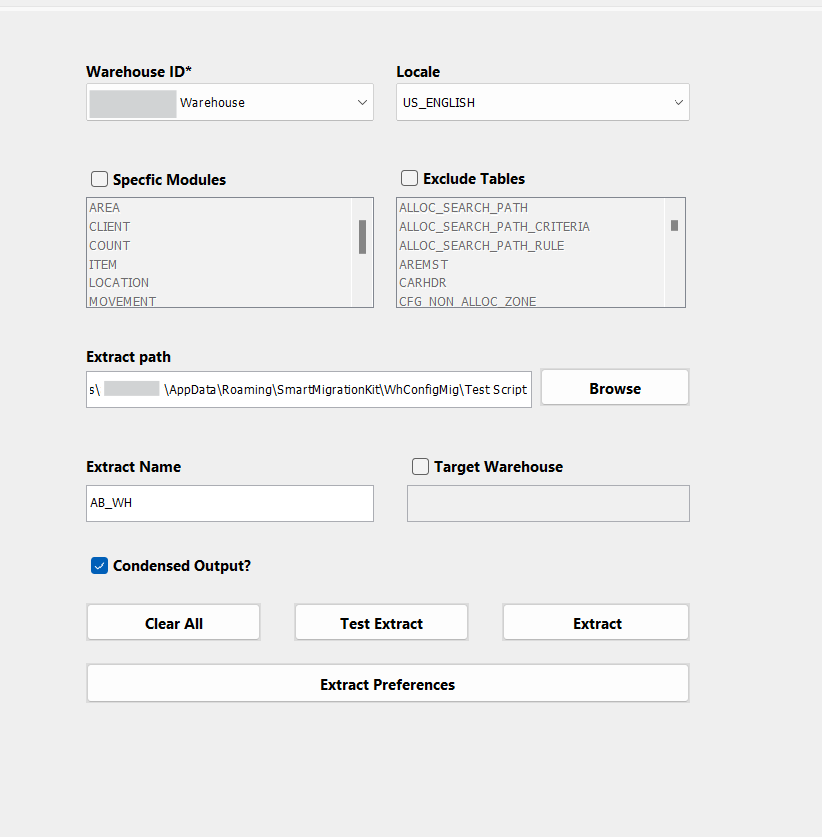 Warehouse ID*
Locale
Warehouse
US_ENGLISH
Specfic Modules
Exclude Tables
AREA
CLIENT
COUNT
ITEM
LOCATION
MOVEMENT
ALLOC_SEARCH_PATH
ALLOC_SEARCH_PATH_CRITERIA
ALLOC_SEARCH_PATH_RULE
AREMST
CARHDR
CFG_NON_ALLOC_ZONE
Extract path
s\ \AppData\Roaming\SmartMigrationKit\WhConfigMig\Test Script
Browse
Extract Name
Target Warehouse
AB_WH
Condensed Output?
Clear All
Test Extract
Extract
Extract Preferences